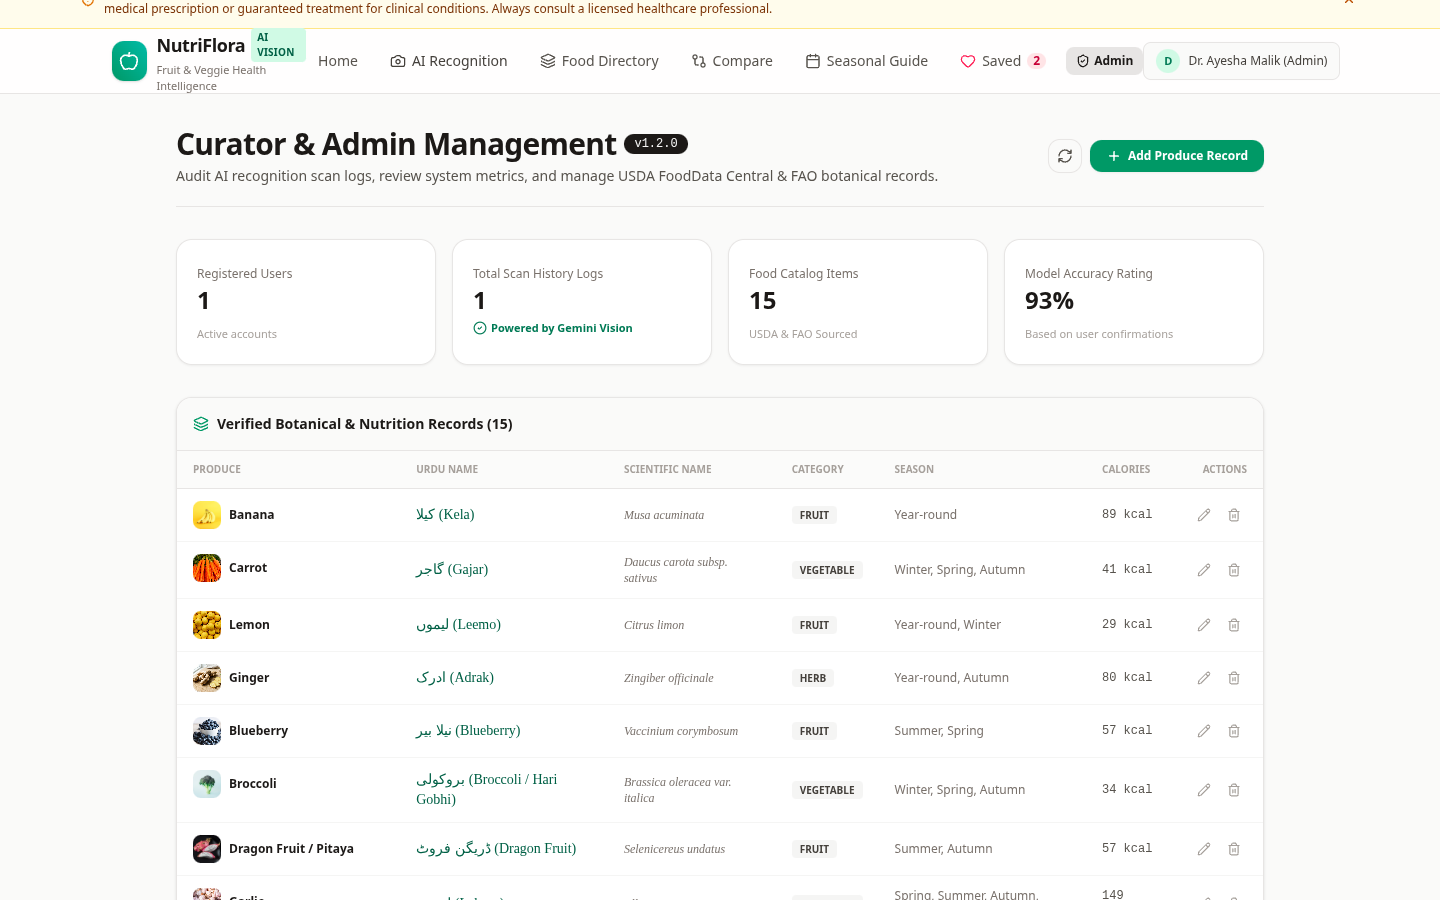 medical prescription or guaranteed treatment for clinical conditions. Always consult a licensed healthcare professional.
NutriFlora
AI VISION
Fruit & Veggie Health
Intelligence
Home
AI Recognition
Food Directory
Compare
Seasonal Guide
Saved 2
Admin
D Dr. Ayesha Malik (Admin)
Curator & Admin Management v1.2.0
Audit AI recognition scan logs, review system metrics, and manage USDA FoodData Central & FAO botanical records.
Add Produce Record
Registered Users
1
Active accounts
Total Scan History Logs
1
Powered by Gemini Vision
Food Catalog Items
15
USDA & FAO Sourced
Model Accuracy Rating
93%
Based on user confirmations
Verified Botanical & Nutrition Records (15)
PRODUCE URDU NAME SCIENTIFIC NAME CATEGORY SEASON CALORIES ACTIONS
Banana کیلا (Kela) Musa acuminata FRUIT Year-round 89 kcal
Carrot گاجر (Gajar) Daucus carota subsp. sativus VEGETABLE Winter, Spring, Autumn 41 kcal
Lemon لیموں (Leemo) Citrus limon FRUIT Year-round, Winter 29 kcal
Ginger ادرک (Adrak) Zingiber officinale HERB Year-round, Autumn 80 kcal
Blueberry نیلا بیر (Blueberry) Vaccinium corymbosum FRUIT Summer, Spring 57 kcal
Broccoli بروکولی (Broccoli / Hari Gobhi) Brassica oleracea var. italica VEGETABLE Winter, Spring, Autumn 34 kcal
Dragon Fruit / Pitaya ڈریگن فروٹ (Dragon Fruit) Selenicereus undatus FRUIT Summer, Autumn 57 kcal
Garlic Spring, Summer, Autumn, 149